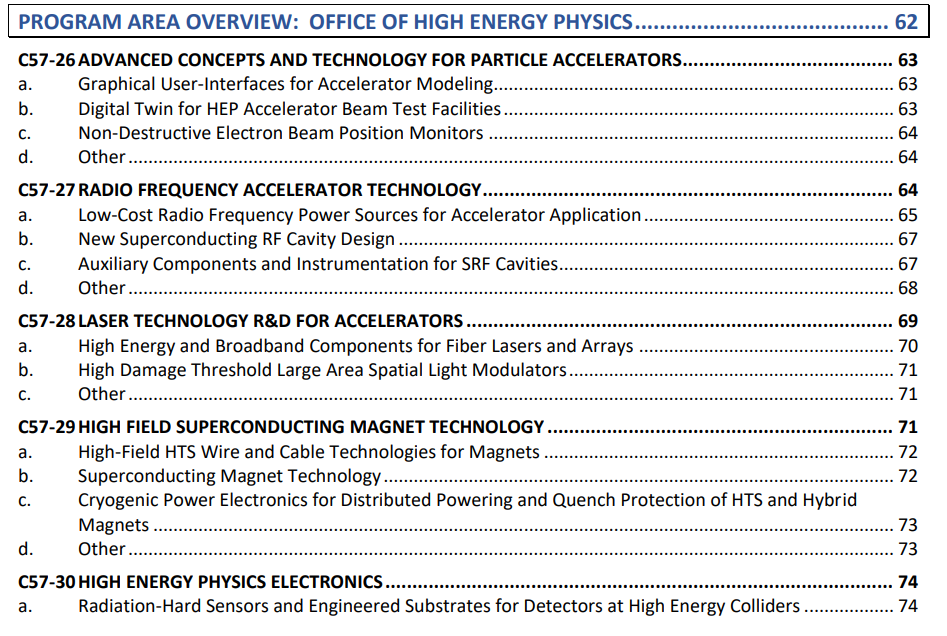 PROGRAM AREA OVERVIEW: OFFICE OF HIGH ENERGY PHYSICS................................................ 62
C57-26 ADVANCED CONCEPTS AND TECHNOLOGY FOR PARTICLE ACCELERATORS................................... 63
a. Graphical User-Interfaces for Accelerator Modeling................................................ 63
b. Digital Twin for HEP Accelerator Beam Test Facilities................................................ 63
c. Non-Destructive Electron Beam Position Monitors ................................................ 64
d. Other ................................................ 64
C57-27 RADIO FREQUENCY ACCELERATOR TECHNOLOGY................................................ 64
a. Low-Cost Radio Frequency Power Sources for Accelerator Application ................................................ 65
b. New Superconducting RF Cavity Design ................................................ 67
c. Auxiliary Components and Instrumentation for SRF Cavities................................................ 67
d. Other ................................................ 68
C57-28 LASER TECHNOLOGY R&D FOR ACCELERATORS ................................................ 69
a. High Energy and Broadband Components for Fiber Lasers and Arrays ................................................ 70
b. High Damage Threshold Large Area Spatial Light Modulators ................................................ 71
c. Other ................................................ 71
C57-29 HIGH FIELD SUPERCONDUCTING MAGNET TECHNOLOGY ................................................ 71
a. High-Field HTS Wire and Cable Technologies for Magnets ................................................ 72
b. Superconducting Magnet Technology ................................................ 72
c. Cryogenic Power Electronics for Distributed Powering and Quench Protection of HTS and Hybrid
Magnets ................................................ 73
d. Other ................................................ 73
C57-30 HIGH ENERGY PHYSICS ELECTRONICS ................................................ 74
a. Radiation-Hard Sensors and Engineered Substrates for Detectors at High Energy Colliders .................. 74